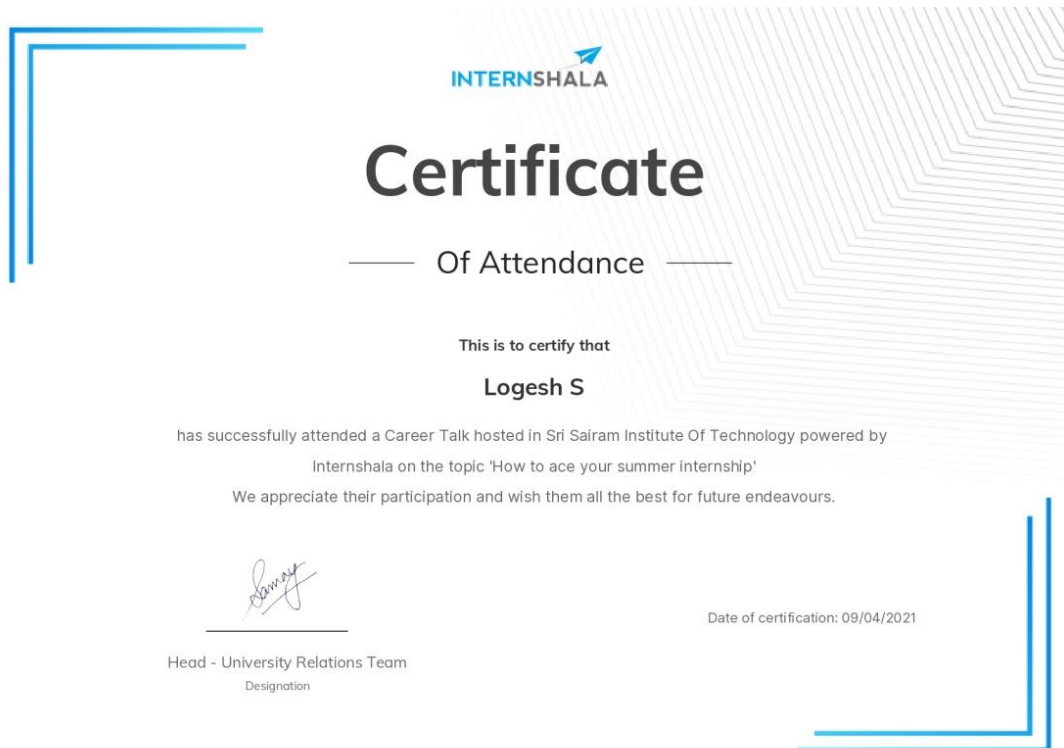 INTERNSHALA
Certificate
Of Attendance
This is to certify that
Logesh S
has successfully attended a Career Talk hosted in Sri Sairam Institute Of Technology powered by
Internshala on the topic 'How to ace your summer internship'
We appreciate their participation and wish them all the best for future endeavours.
Samay
Date of certification: 09/04/2021
Head - University Relations Team
Designation